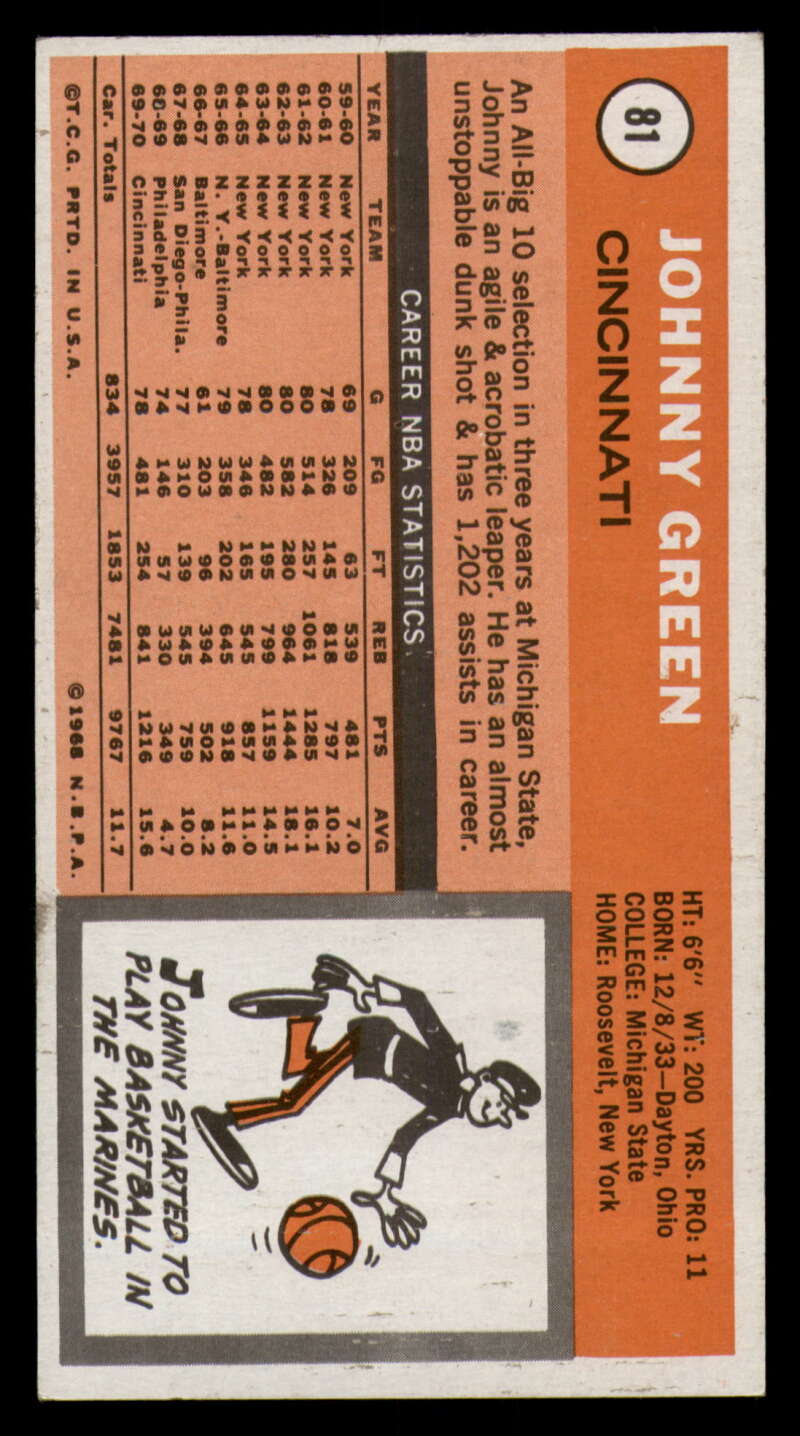 81
JOHNNY GREEN
CINCINNATI
HT: 6'6" WT: 200 YRS. PRO: 11
BORN: 12/8/33—Dayton, Ohio
COLLEGE: Michigan State
HOME: Roosevelt, New York
An All-Big 10 selection in three years at Michigan State,
Johnny is an agile & acrobatic leaper. He has an almost
unstoppable dunk shot & has 1,202 assists in career.
CAREER NBA STATISTICS
YEAR TEAM G FG FT REB PTS AVG
59-60 New York 69 209 63 539 481 7.0
60-61 New York 78 326 145 818 797 10.2
61-62 New York 80 514 257 1061 1285 16.1
62-63 New York 80 582 280 964 1444 18.1
63-64 New York 80 482 195 799 1159 14.5
64-65 New York 78 346 165 545 857 11.0
65-66 N. Y.-Baltimore 79 358 202 645 918 11.6
66-67 Baltimore 61 203 96 394 502 8.2
67-68 San Diego-Phila. 77 310 139 545 759 10.0
68-69 Philadelphia 74 146 57 330 349 4.7
69-70 Cincinnati 78 481 254 841 1216 15.6
Car. Totals 834 3957 1853 7481 9767 11.7
©T.C.G. PRTD. IN U.S.A. © 1968 N.B.P.A.
JOHNNY STARTED TO
PLAY BASKETBALL IN
THE MARINES.